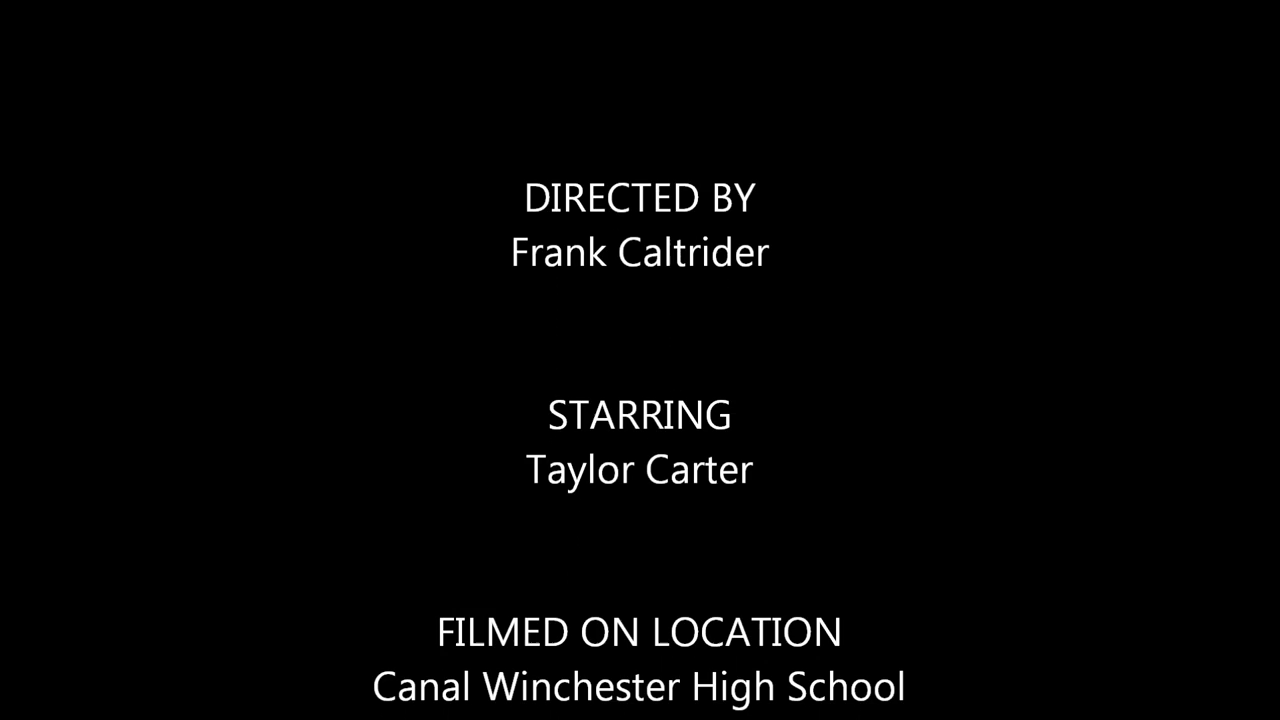 DIRECTED BY
Frank Caltrider
STARRING
Taylor Carter
FILMED ON LOCATION
Canal Winchester High School